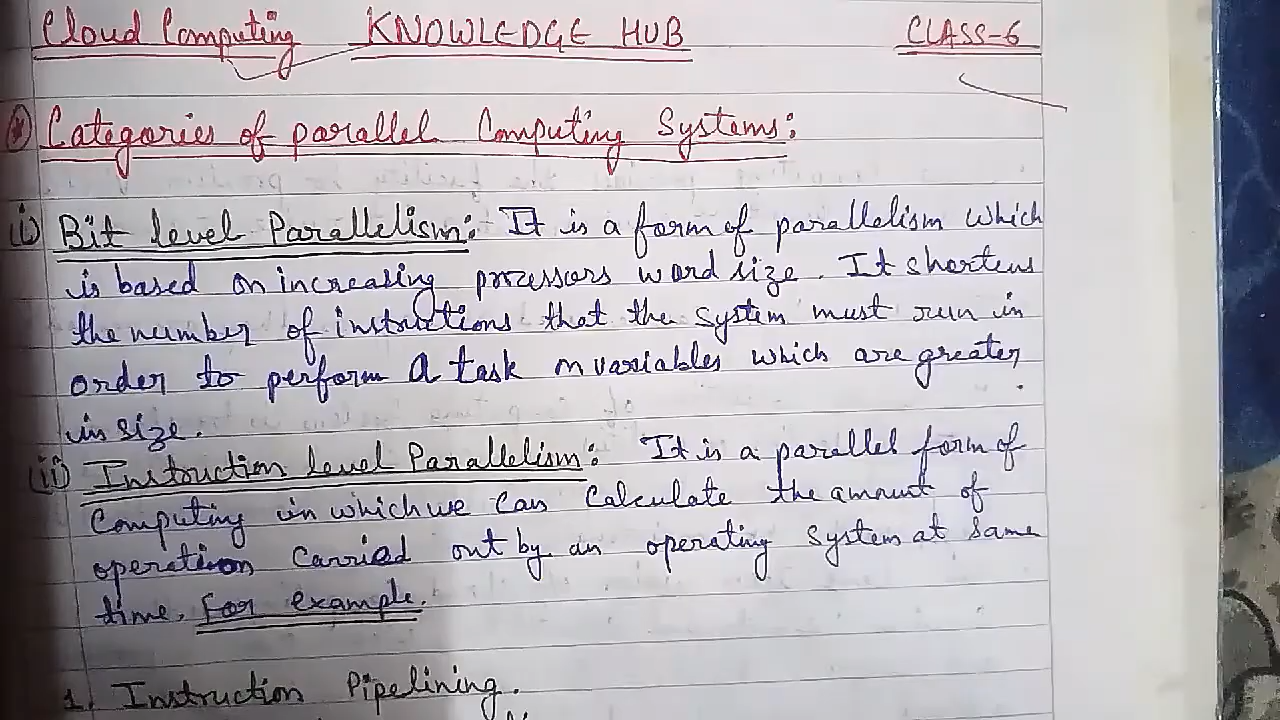 Cloud Computing KNOWLEDGE HUB CLASS-6
Categories of parallel Computing Systems:
i) Bit level Parallelism: It is a form of parallelism which
is based on increasing processors word size. It shortens
the number of instructions that the system must run in
order to perform a task on variables which are greater
in size.
(ii) Instruction level Parallelism: It is a parallel form of
Computing in which we can calculate the amount of
operation carried out by an operating system at same
time. For example.
1. Instruction Pipelining.